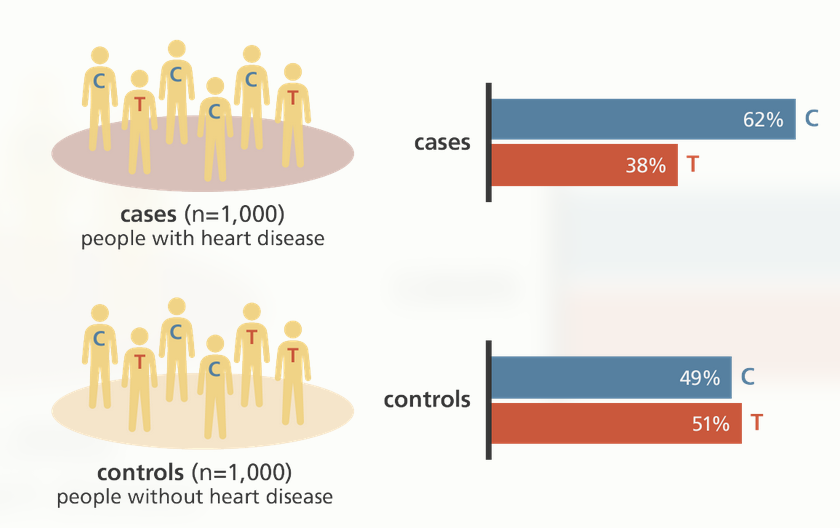 C
T
C
C
C
T
cases (n=1,000)
people with heart disease
cases
62% C
38% T
C
T
C
C
T
T
controls (n=1,000)
people without heart disease
controls
49% C
51% T